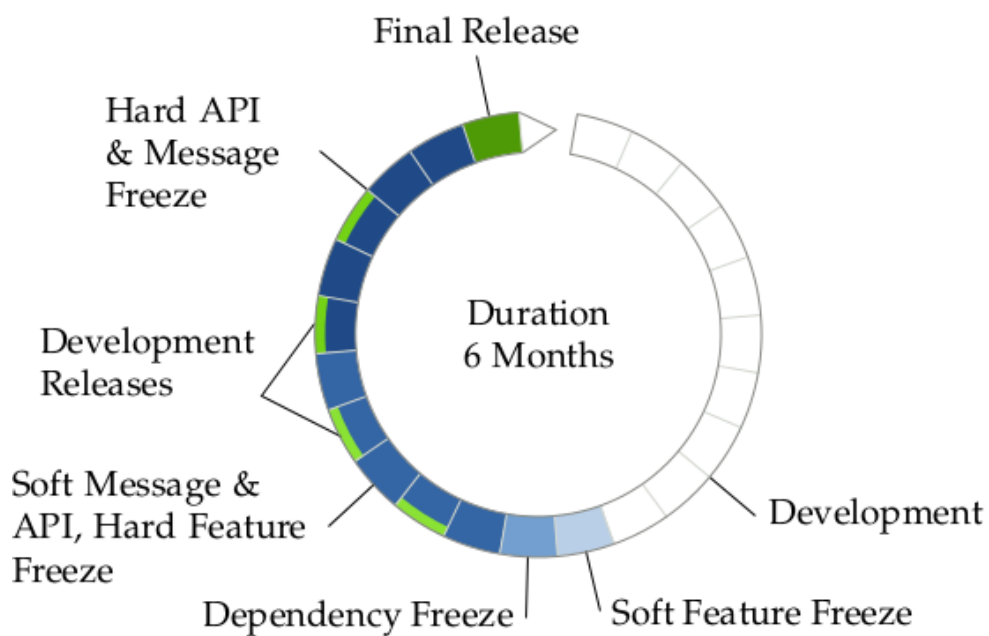 Final Release
Hard API
& Message
Freeze
Duration
6 Months
Development
Releases
Soft Message &
API, Hard Feature
Freeze
Development
Dependency Freeze
Soft Feature Freeze